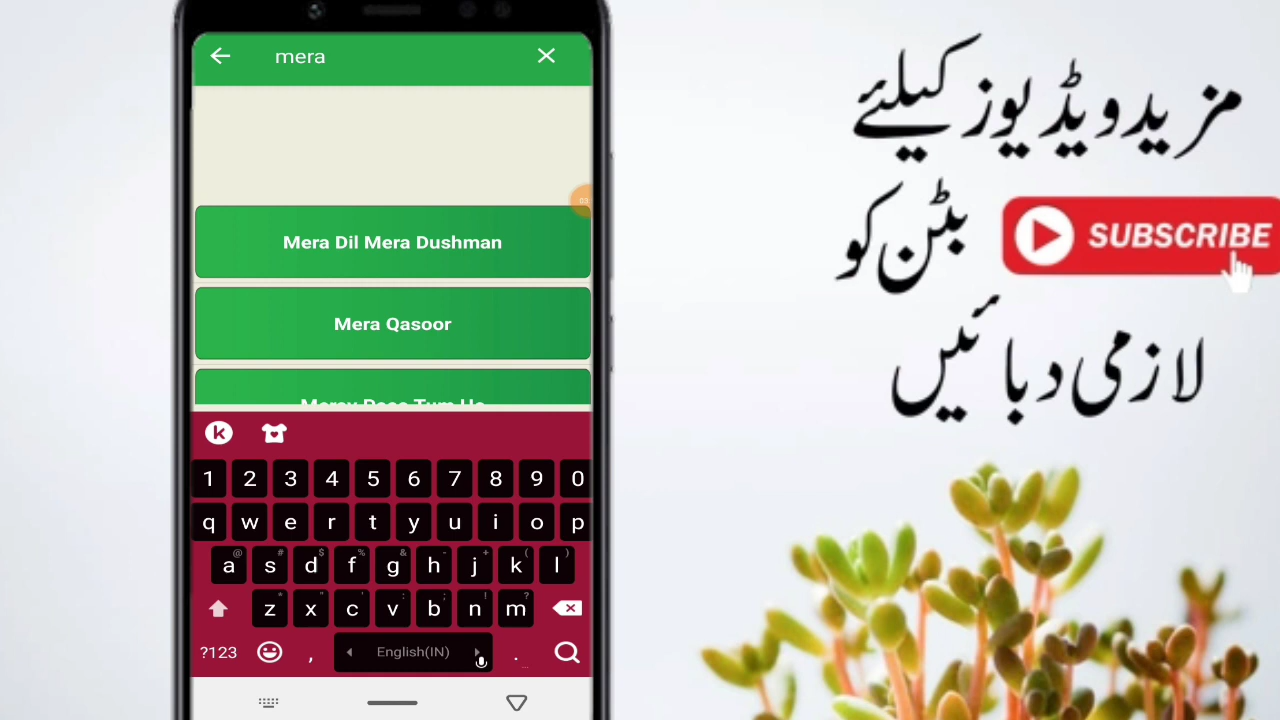 mera
Mera Dil Mera Dushman
Mera Qasoor
1 2 3 4 5 6 7 8 9 0
q w e r t y u i o p
a s d f g h j k l
z x c v b n m
?123 , English(IN) .
مزید ویڈیوز کیلئے
SUBSCRIBE بٹن کو
لازمی دبائیں